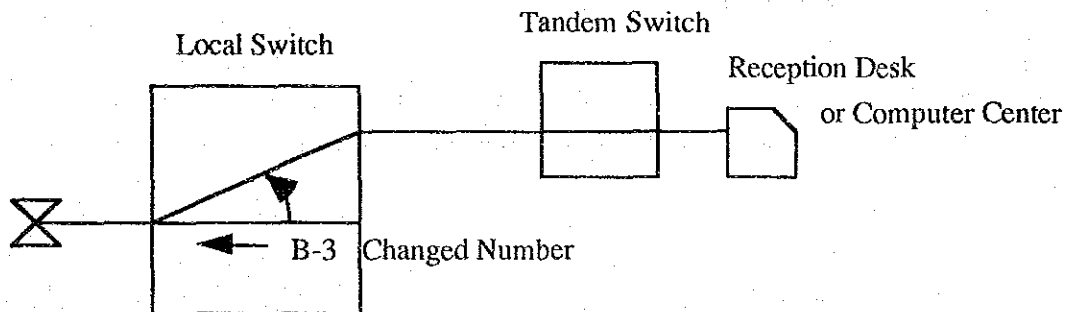 Tandem Switch
Local Switch
Reception Desk
or Computer Center
B-3 Changed Number